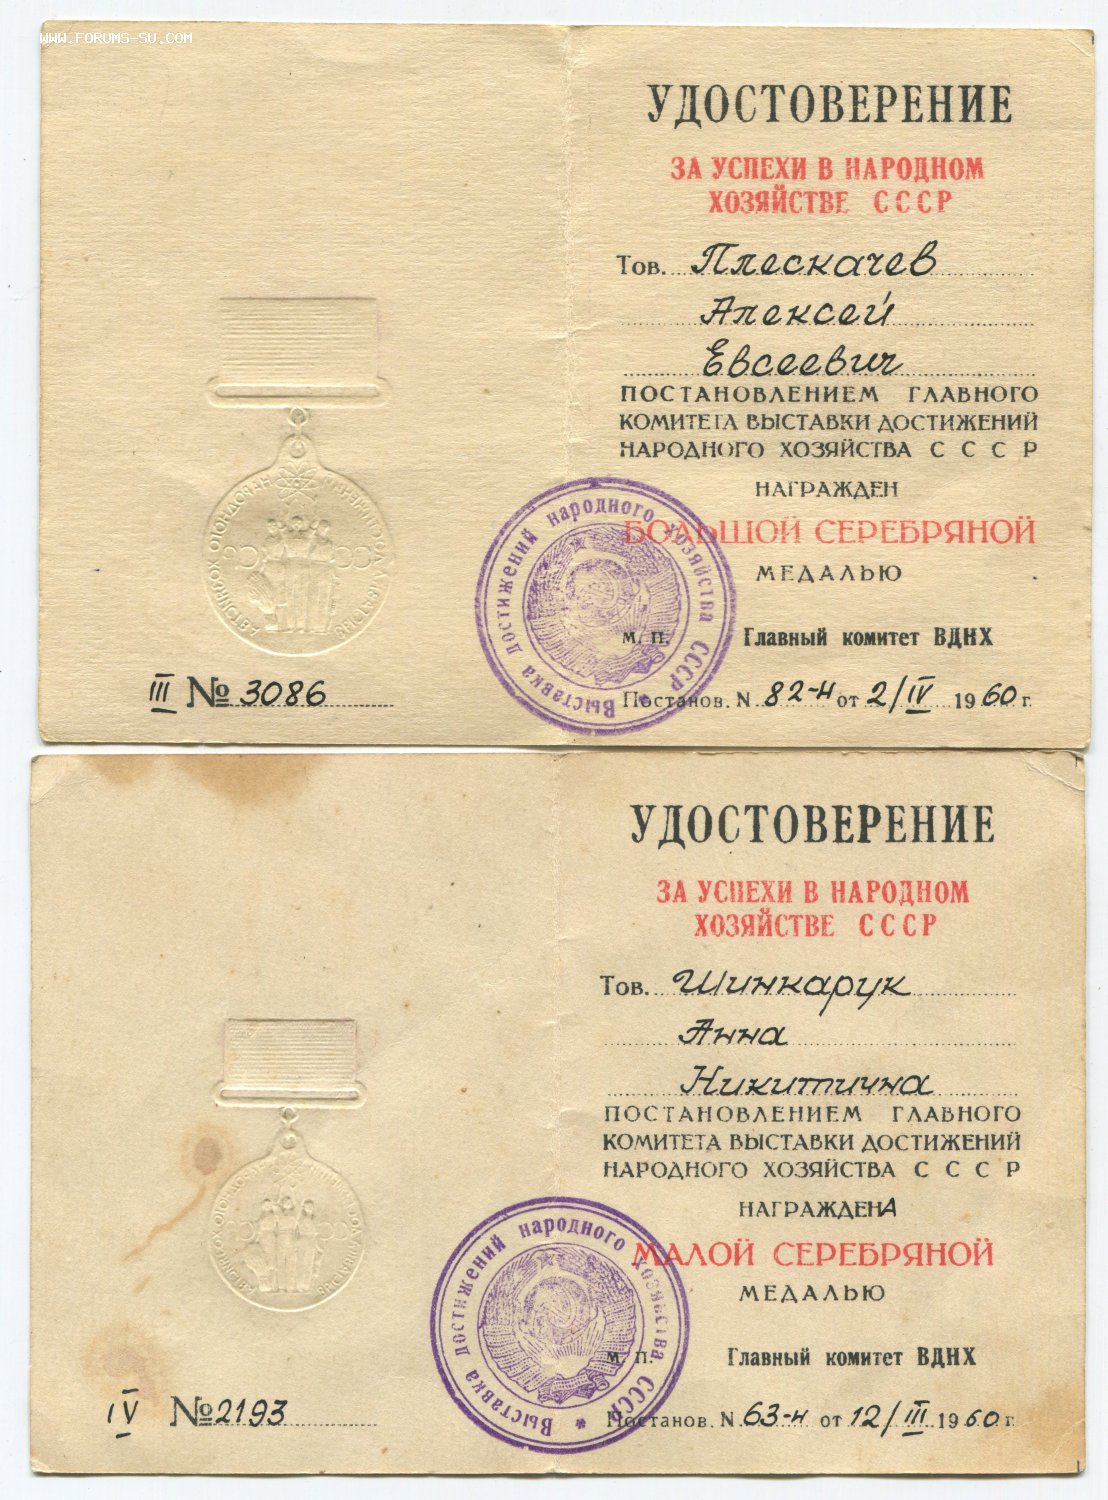 WWW.FORUMS-SU.COM
УДОСТОВЕРЕНИЕ
ЗА УСПЕХИ В НАРОДНОМ
ХОЗЯЙСТВЕ СССР
Тов. Плескачев
Алексей
Евсеевич
ПОСТАНОВЛЕНИЕМ ГЛАВНОГО
КОМИТЕТА ВЫСТАВКИ ДОСТИЖЕНИЙ
НАРОДНОГО ХОЗЯЙСТВА С С С Р
НАГРАЖДЕН
БОЛЬШОЙ СЕРЕБРЯНОЙ
МЕДАЛЬЮ
М. П. Главный комитет ВДНХ
Постанов. N 82-н от 2/IV 1960 г.
III № 3086
Выставка достижений народного хозяйства СССР
УДОСТОВЕРЕНИЕ
ЗА УСПЕХИ В НАРОДНОМ
ХОЗЯЙСТВЕ СССР
Тов. Шинкарук
Анна
Никитична
ПОСТАНОВЛЕНИЕМ ГЛАВНОГО
КОМИТЕТА ВЫСТАВКИ ДОСТИЖЕНИЙ
НАРОДНОГО ХОЗЯЙСТВА С С С Р
НАГРАЖДЕНА
МАЛОЙ СЕРЕБРЯНОЙ
МЕДАЛЬЮ
М. П. Главный комитет ВДНХ
Постанов. N 63-н от 12/III 1960 г.
IV № 2193
Выставка достижений народного хозяйства СССР